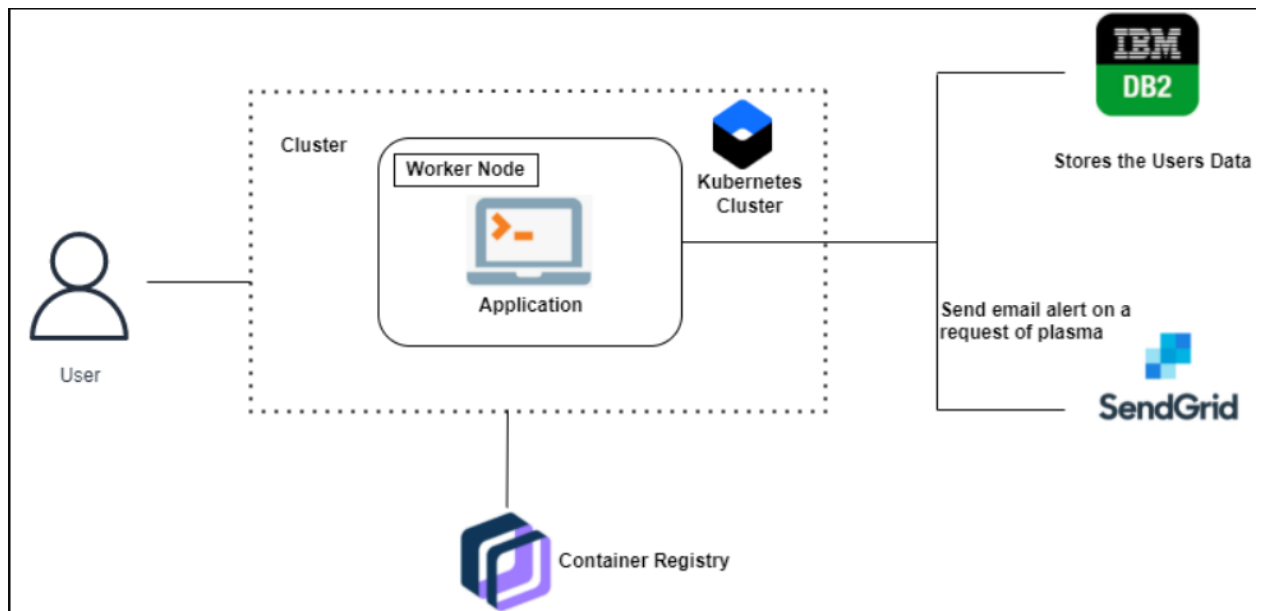 IBM
DB2
Stores the Users Data
Cluster
Worker Node
Kubernetes
Cluster
Application
User
Send email alert on a
request of plasma
SendGrid
Container Registry